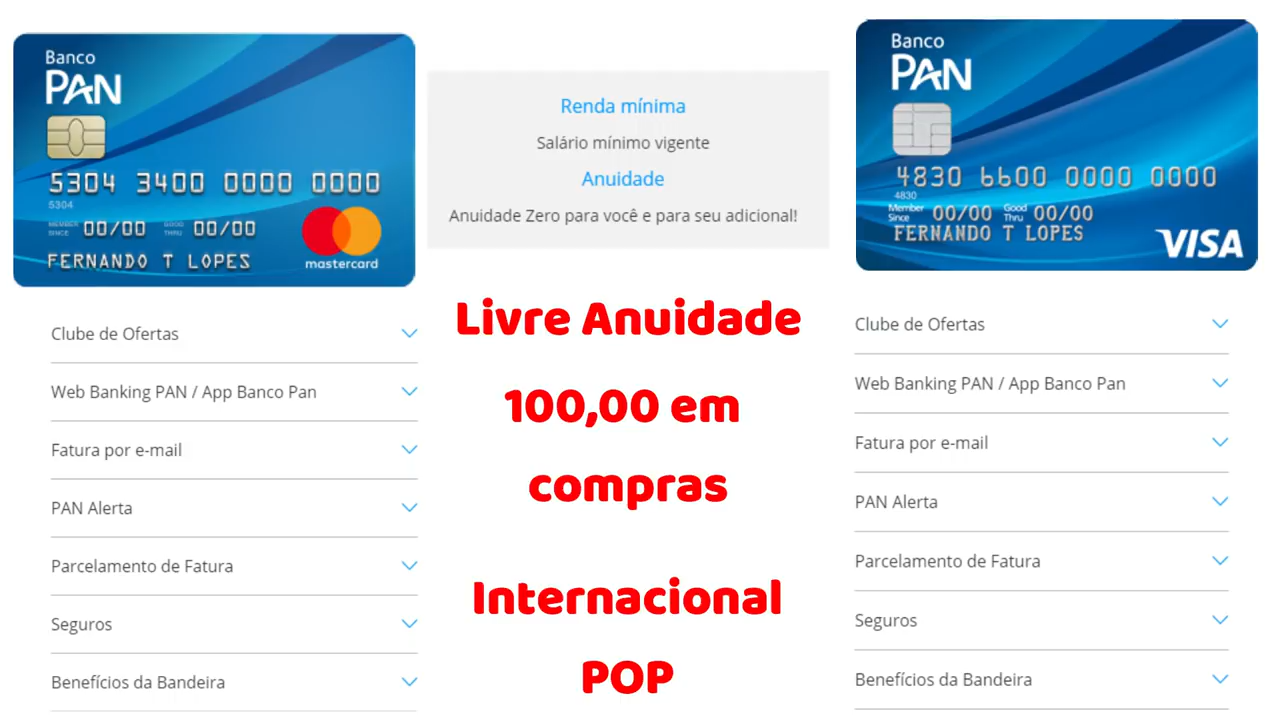 Banco
PAN
5304 3400 0000 0000
5304
MEMBER SINCE 00/00 GOOD THRU 00/00
FERNANDO T LOPES
mastercard
Clube de Ofertas
Web Banking PAN / App Banco Pan
Fatura por e-mail
PAN Alerta
Parcelamento de Fatura
Seguros
Benefícios da Bandeira
Renda mínima
Salário mínimo vigente
Anuidade
Anuidade Zero para você e para seu adicional!
Livre Anuidade
100,00 em
compras
Internacional
POP
Banco
PAN
4830 6600 0000 0000
4830
Member Since 00/00 Good Thru 00/00
FERNANDO T LOPES
VISA
Clube de Ofertas
Web Banking PAN / App Banco Pan
Fatura por e-mail
PAN Alerta
Parcelamento de Fatura
Seguros
Benefícios da Bandeira